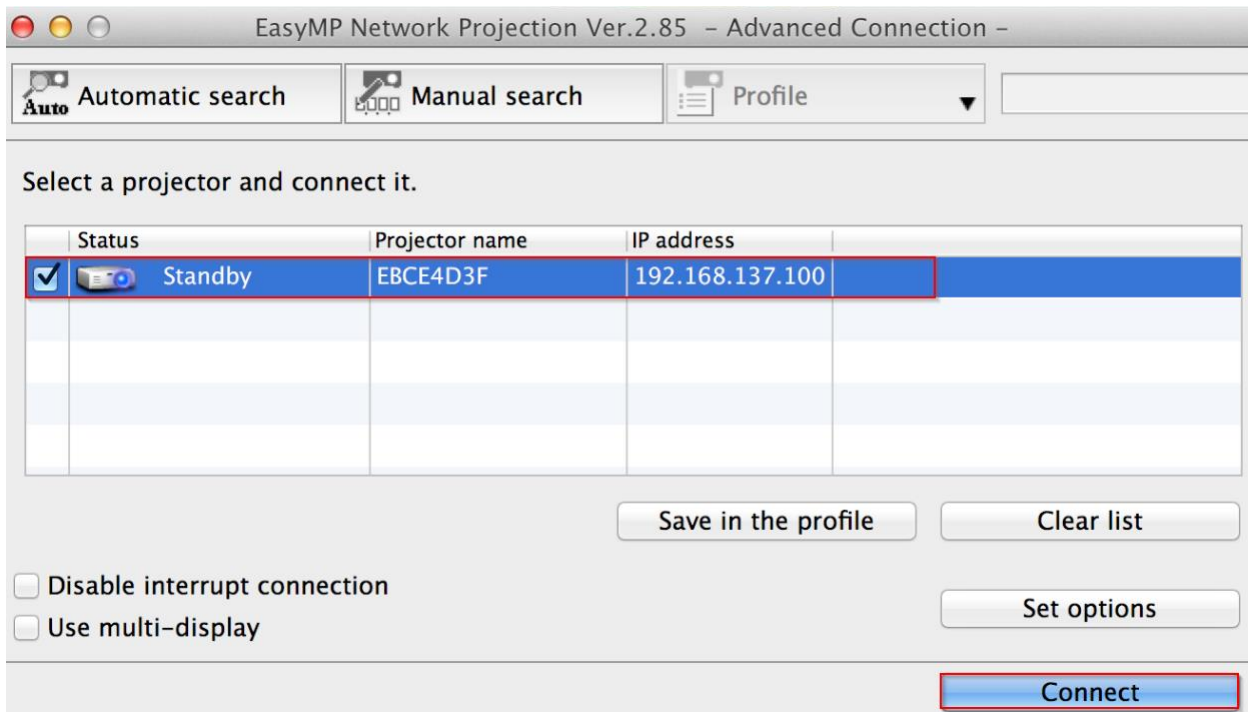 EasyMP Network Projection Ver.2.85 – Advanced Connection –
Auto Automatic search Manual search Profile
Select a projector and connect it.
Status Projector name IP address
Standby EBCE4D3F 192.168.137.100
Save in the profile Clear list
Disable interrupt connection
Set options
Use multi-display
Connect